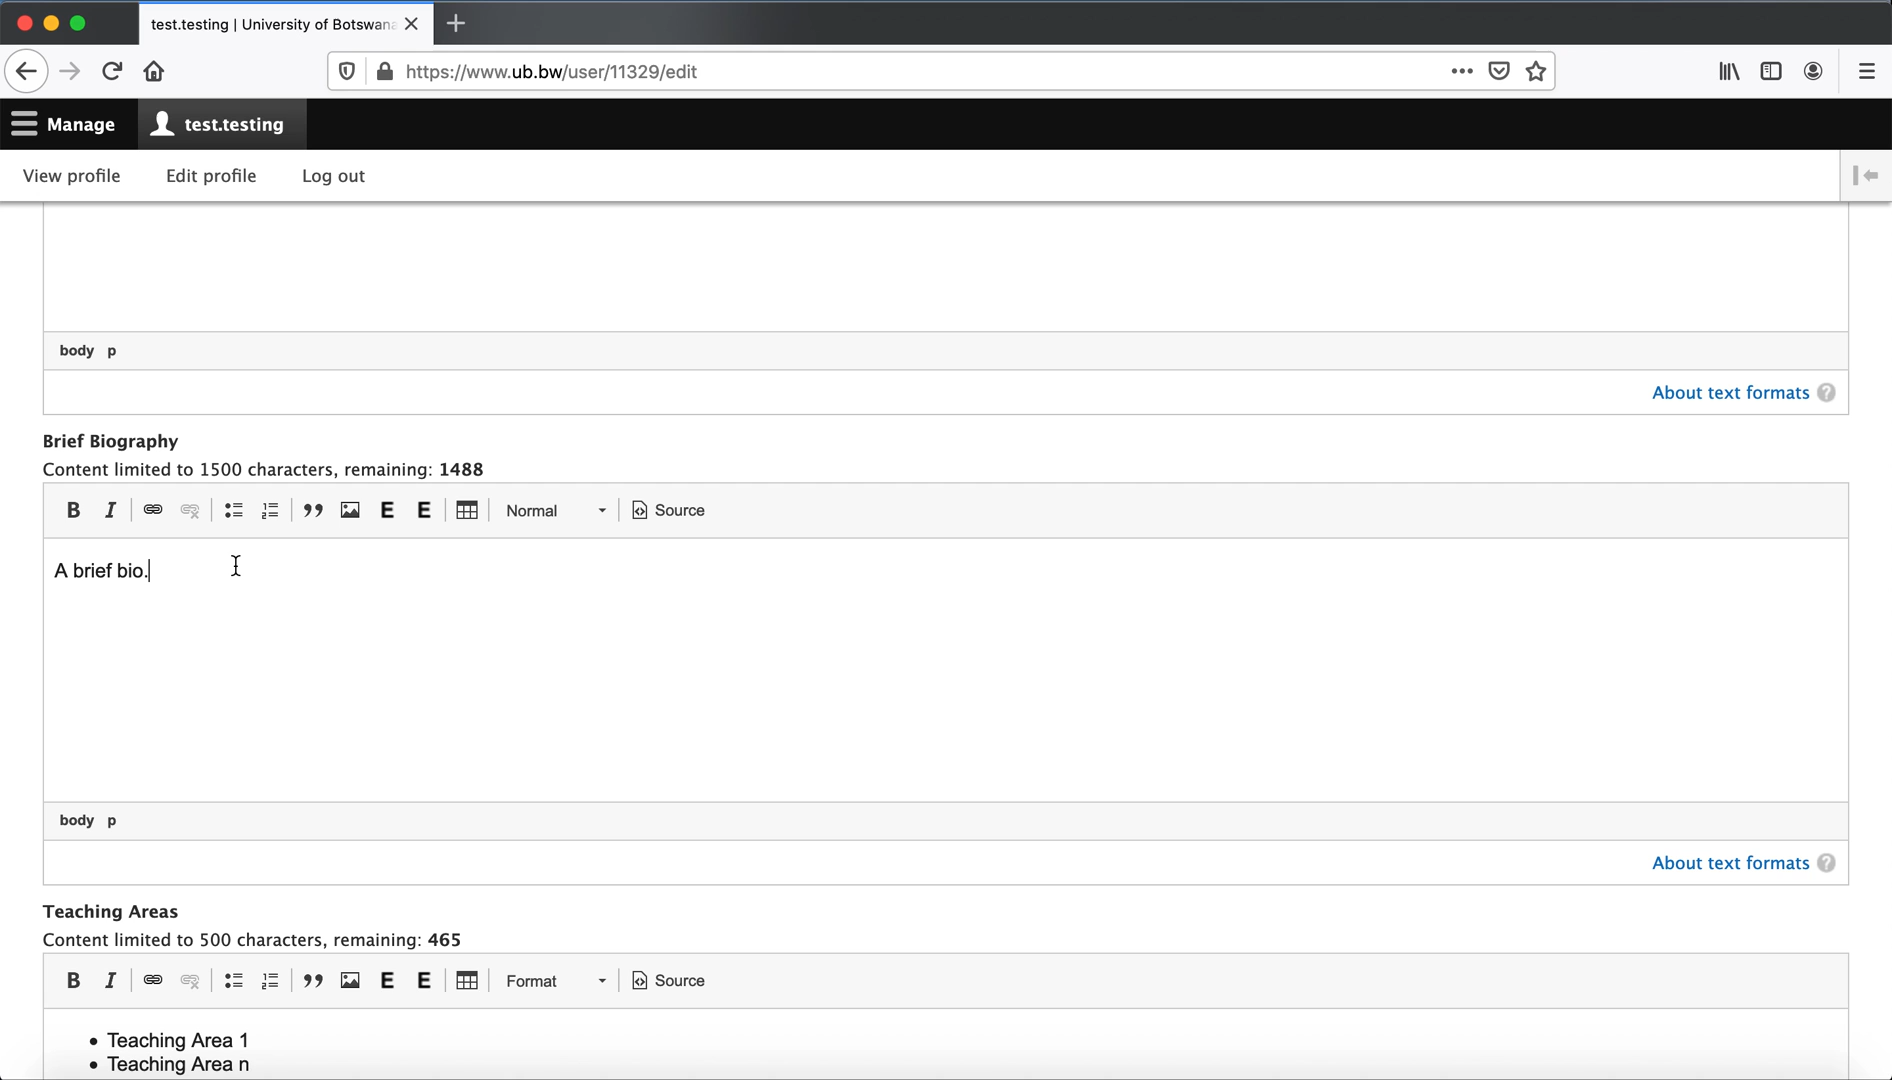 test.testing | University of Botswana
https://www.ub.bw/user/11329/edit
Manage
test.testing
View profile
Edit profile
Log out
body p
About text formats ?
Brief Biography
Content limited to 1500 characters, remaining: 1488
B I E E Normal Source
A brief bio.
body p
About text formats ?
Teaching Areas
Content limited to 500 characters, remaining: 465
B I E E Format Source
• Teaching Area 1
• Teaching Area n